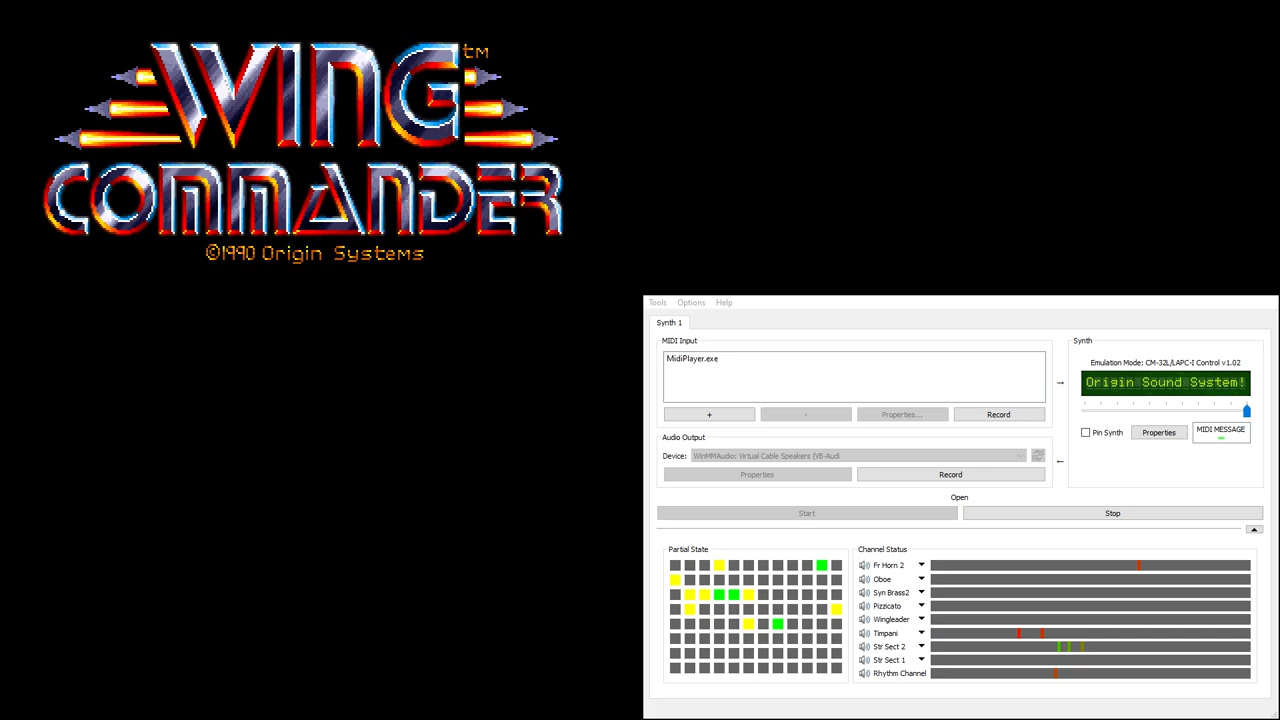 WING™
COMMANDER
©1990 Origin Systems
Tools Options Help
Synth 1
MIDI Input
MidiPlayer.exe
+ - Properties... Record
Audio Output
Device: WinMMAudio: Virtual Cable Speakers (VB-Audi
Properties Record
Synth
Emulation Mode: CM-32L/LAPC-I Control v1.02
Origin Sound System!
Pin Synth Properties MIDI MESSAGE
Open
Start Stop
Partial State
Channel Status
Fr Horn 2
Oboe
Syn Brass2
Pizzicato
Wingleader
Timpani
Str Sect 2
Str Sect 1
Rhythm Channel